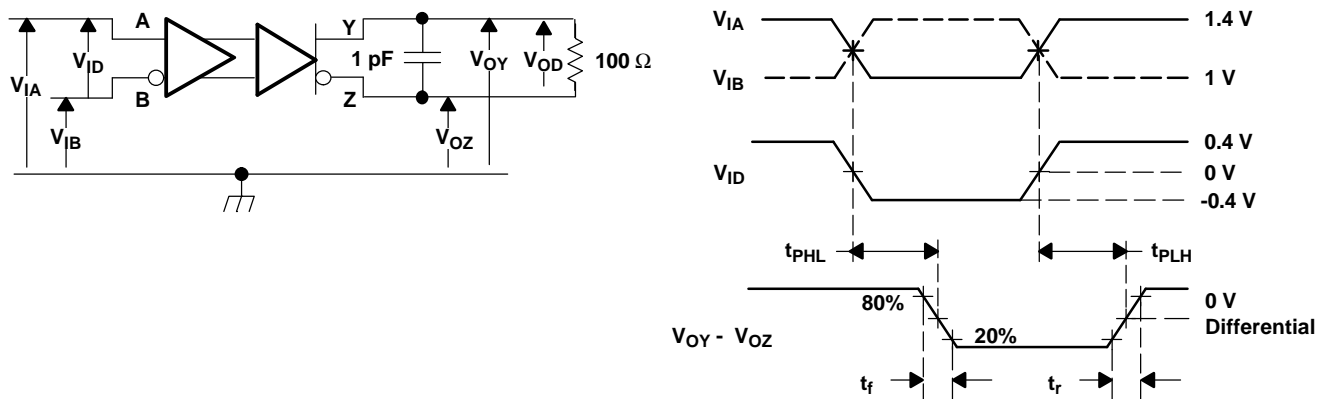 A
B
V_ID
V_IA
V_IB
Y
Z
1 pF
V_OZ
V_OY
V_OD
100 Ω
V_IA
1.4 V
V_IB
1 V
V_ID
0.4 V
0 V
-0.4 V
t_PHL
t_PLH
80%
0 V
Differential
V_OY - V_OZ
20%
t_f
t_r